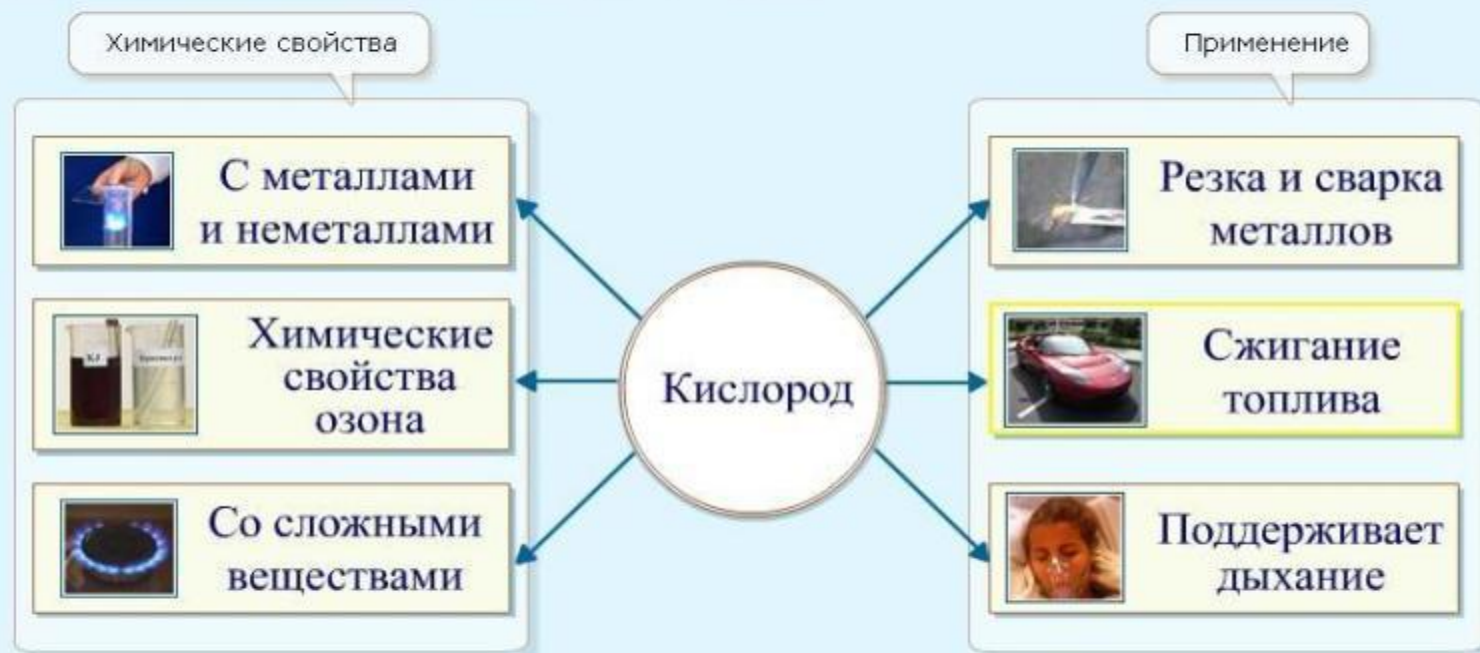 Химические свойства
Применение
С металлами
и неметаллами
Химические
свойства
озона
Со сложными
веществами
Кислород
Резка и сварка
металлов
Сжигание
топлива
Поддерживает
дыхание